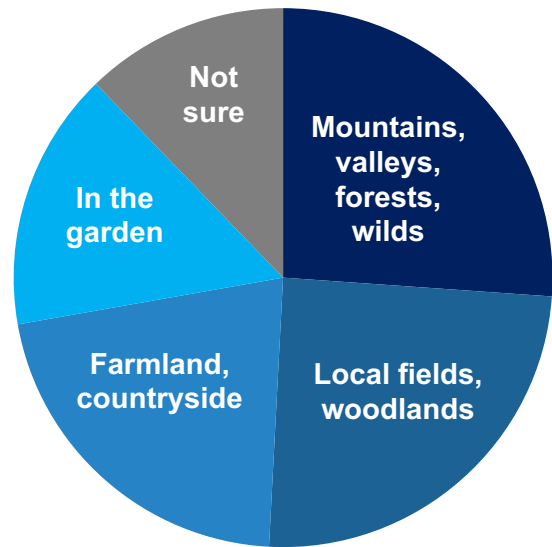 Not
sure
Mountains,
valleys,
forests,
wilds
In the
garden
Farmland,
countryside
Local fields,
woodlands